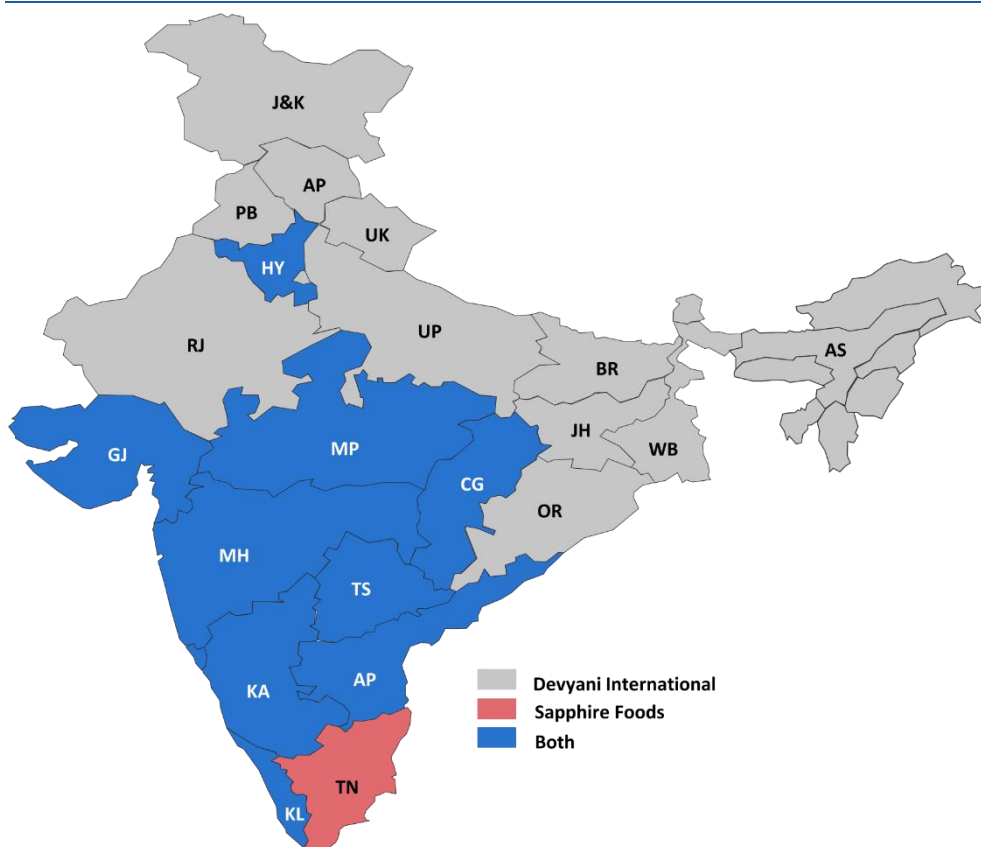 J&K
AP
PB
UK
HY
RJ
UP
BR
AS
JH
WB
GJ
MP
CG
OR
MH
TS
KA
AP
Devyani International
Sapphire Foods
Both
TN
KL